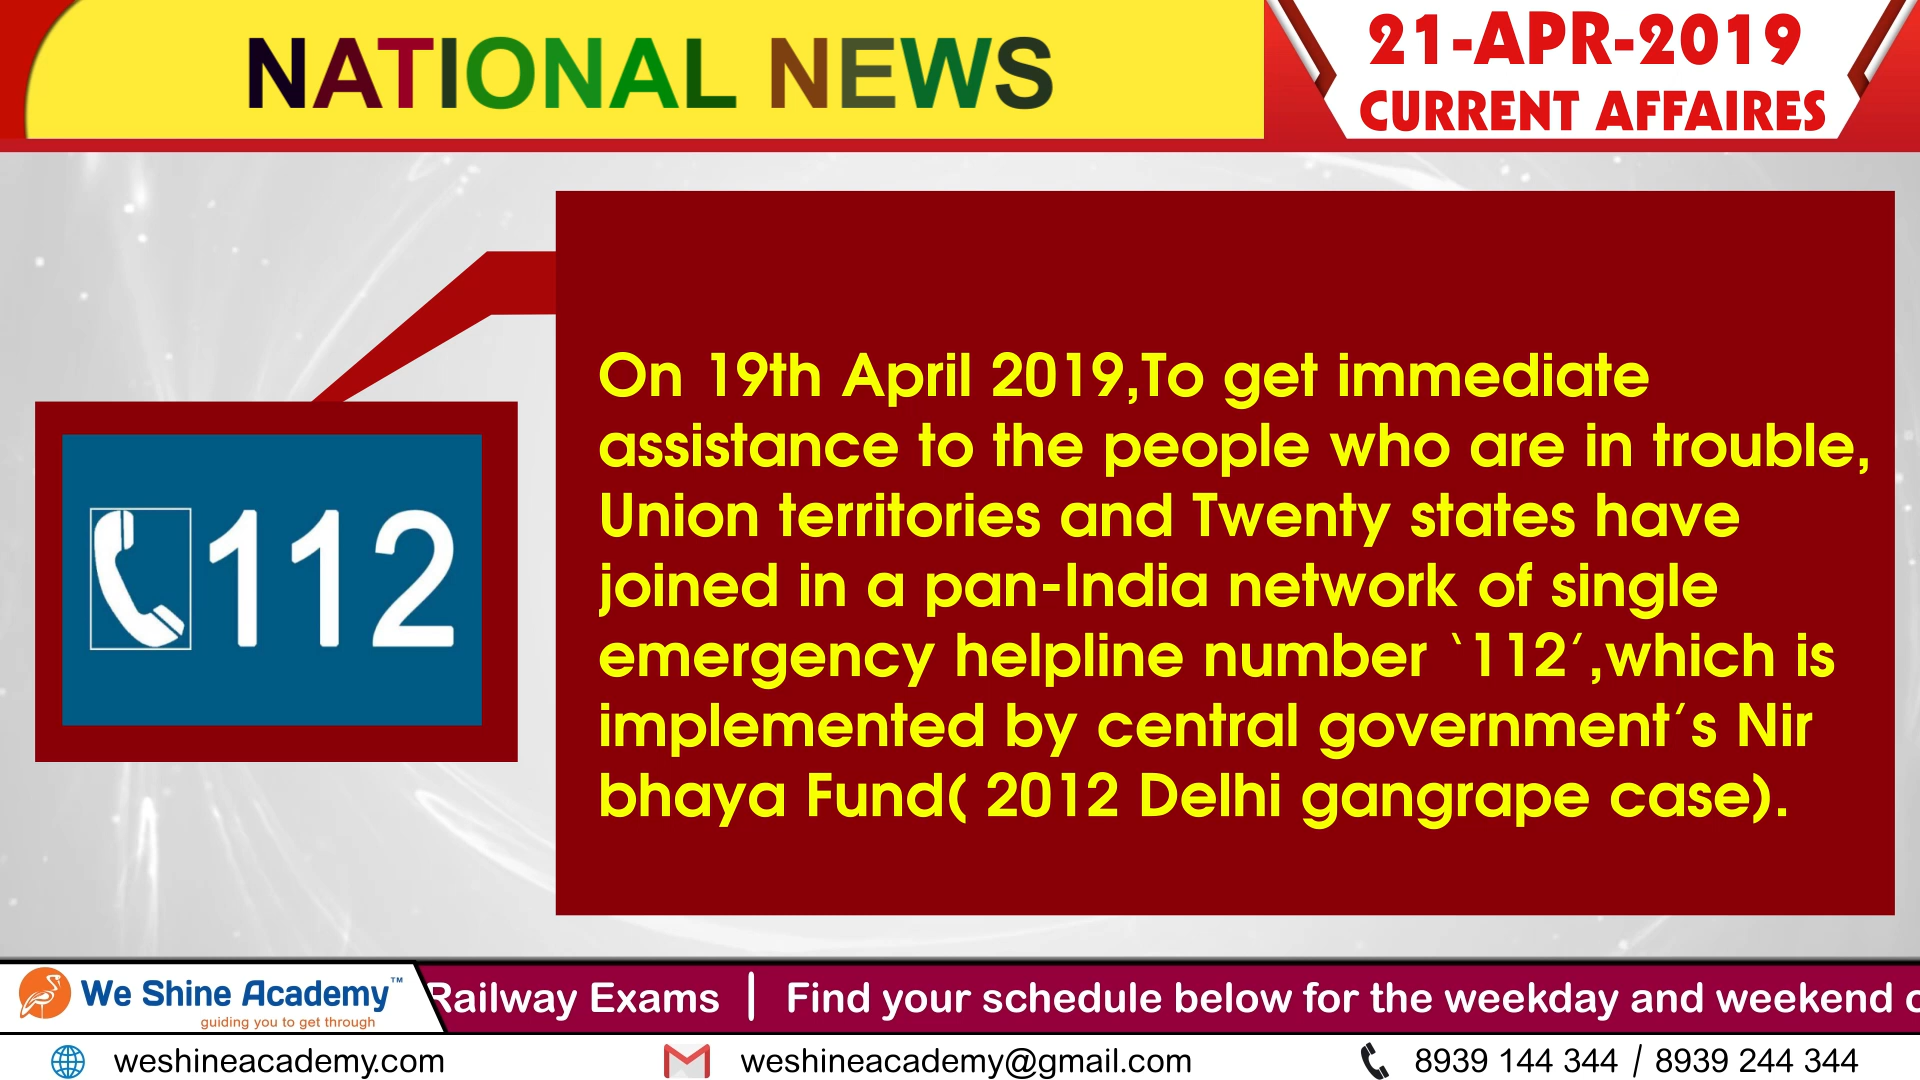 NATIONAL NEWS
21-APR-2019
CURRENT AFFAIRES
On 19th April 2019,To get immediate
assistance to the people who are in trouble,
Union territories and Twenty states have
joined in a pan-India network of single
emergency helpline number `112′,which is
implemented by central government′s Nir
bhaya Fund( 2012 Delhi gangrape case).
112
We Shine Academy™
guiding you to get through
Railway Exams | Find your schedule below for the weekday and weekend
weshineacademy.com
weshineacademy@gmail.com
8939 144 344 / 8939 244 344